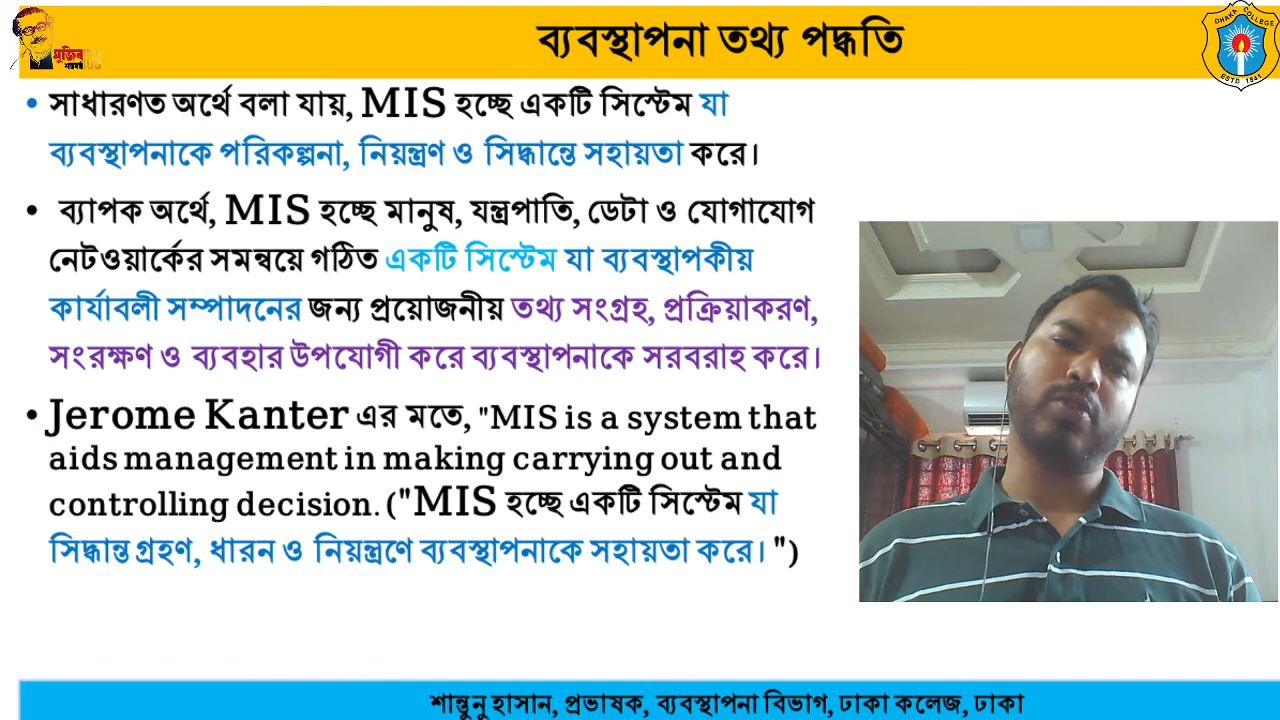 ব্যবস্থাপনা তথ্য পদ্ধতি
মুজিব
DHAKA COLLEGE
ESTD 1841
• সাধারণত অর্থে বলা যায়, MIS হচ্ছে একটি সিস্টেম যা
ব্যবস্থাপনাকে পরিকল্পনা, নিয়ন্ত্রণ ও সিদ্ধান্তে সহায়তা করে।
• ব্যাপক অর্থে, MIS হচ্ছে মানুষ, যন্ত্রপাতি, ডেটা ও যোগাযোগ
নেটওয়ার্কের সমন্বয়ে গঠিত একটি সিস্টেম যা ব্যবস্থাপকীয়
কার্যাবলী সম্পাদনের জন্য প্রয়োজনীয় তথ্য সংগ্রহ, প্রক্রিয়াকরণ,
সংরক্ষণ ও ব্যবহার উপযোগী করে ব্যবস্থাপনাকে সরবরাহ করে।
• Jerome Kanter এর মতে, "MIS is a system that
aids management in making carrying out and
controlling decision. ("MIS হচ্ছে একটি সিস্টেম যা
সিদ্ধান্ত গ্রহণ, ধারন ও নিয়ন্ত্রণে ব্যবস্থাপনাকে সহায়তা করে। ")
শান্তুনু হাসান, প্রভাষক, ব্যবস্থাপনা বিভাগ, ঢাকা কলেজ, ঢাকা